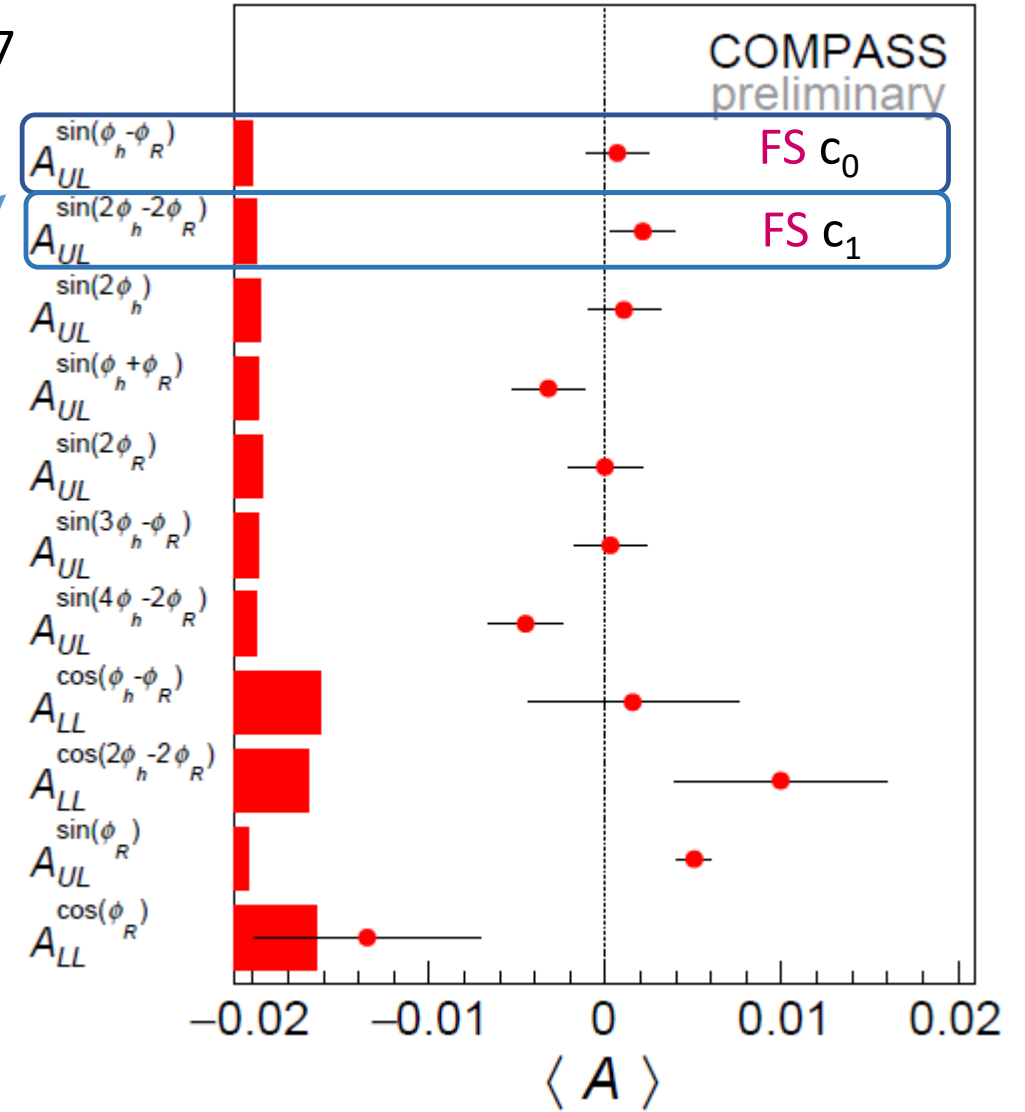 7
COMPASS
preliminary
A_UL^sin(ϕ_h-ϕ_R) FS c_0
A_UL^sin(2ϕ_h-2ϕ_R) FS c_1
A_UL^sin(2ϕ_h)
A_UL^sin(ϕ_h+ϕ_R)
A_UL^sin(2ϕ_R)
A_UL^sin(3ϕ_h-ϕ_R)
A_UL^sin(4ϕ_h-2ϕ_R)
A_LL^cos(ϕ_h-ϕ_R)
A_LL^cos(2ϕ_h-2ϕ_R)
A_UL^sin(ϕ_R)
A_LL^cos(ϕ_R)
−0.02 −0.01 0 0.01 0.02
⟨ A ⟩